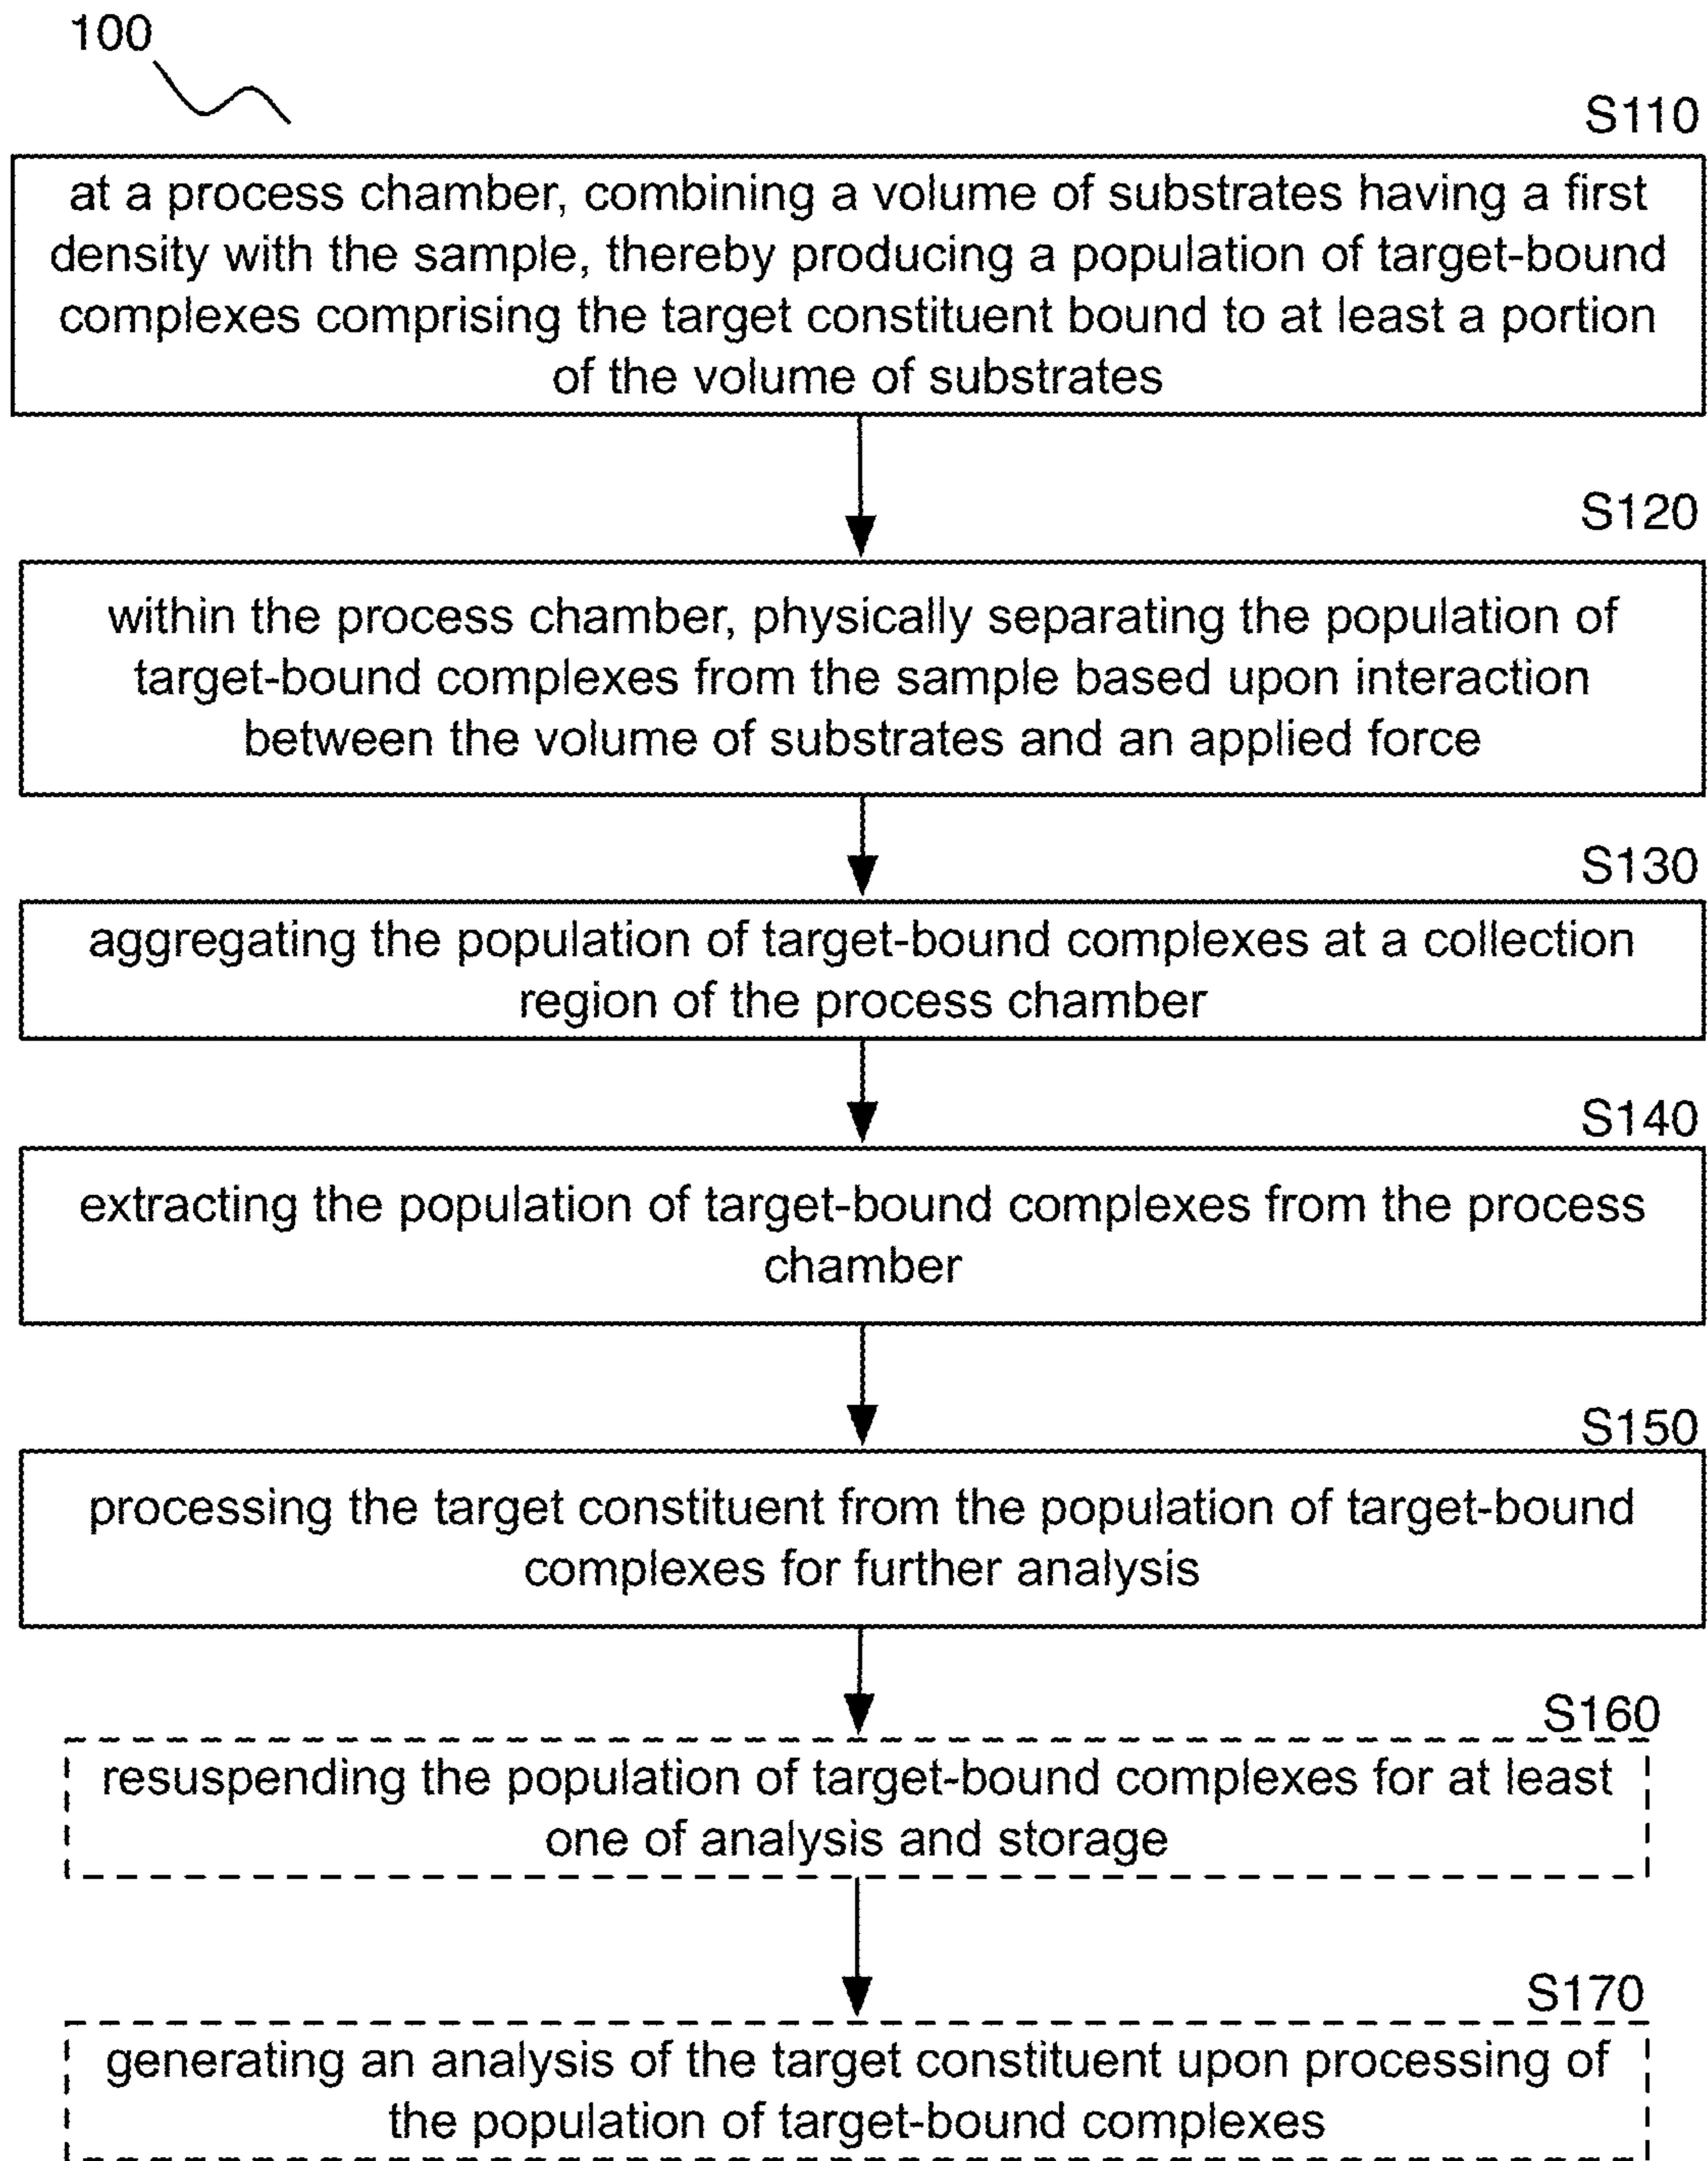 100
S110
at a process chamber, combining a volume of substrates having a first
density with the sample, thereby producing a population of target-bound
complexes comprising the target constituent bound to at least a portion
of the volume of substrates
S120
within the process chamber, physically separating the population of
target-bound complexes from the sample based upon interaction
between the volume of substrates and an applied force
S130
aggregating the population of target-bound complexes at a collection
region of the process chamber
S140
extracting the population of target-bound complexes from the process
chamber
S150
processing the target constituent from the population of target-bound
complexes for further analysis
S160
resuspending the population of target-bound complexes for at least
one of analysis and storage
S170
generating an analysis of the target constituent upon processing of
the population of target-bound complexes